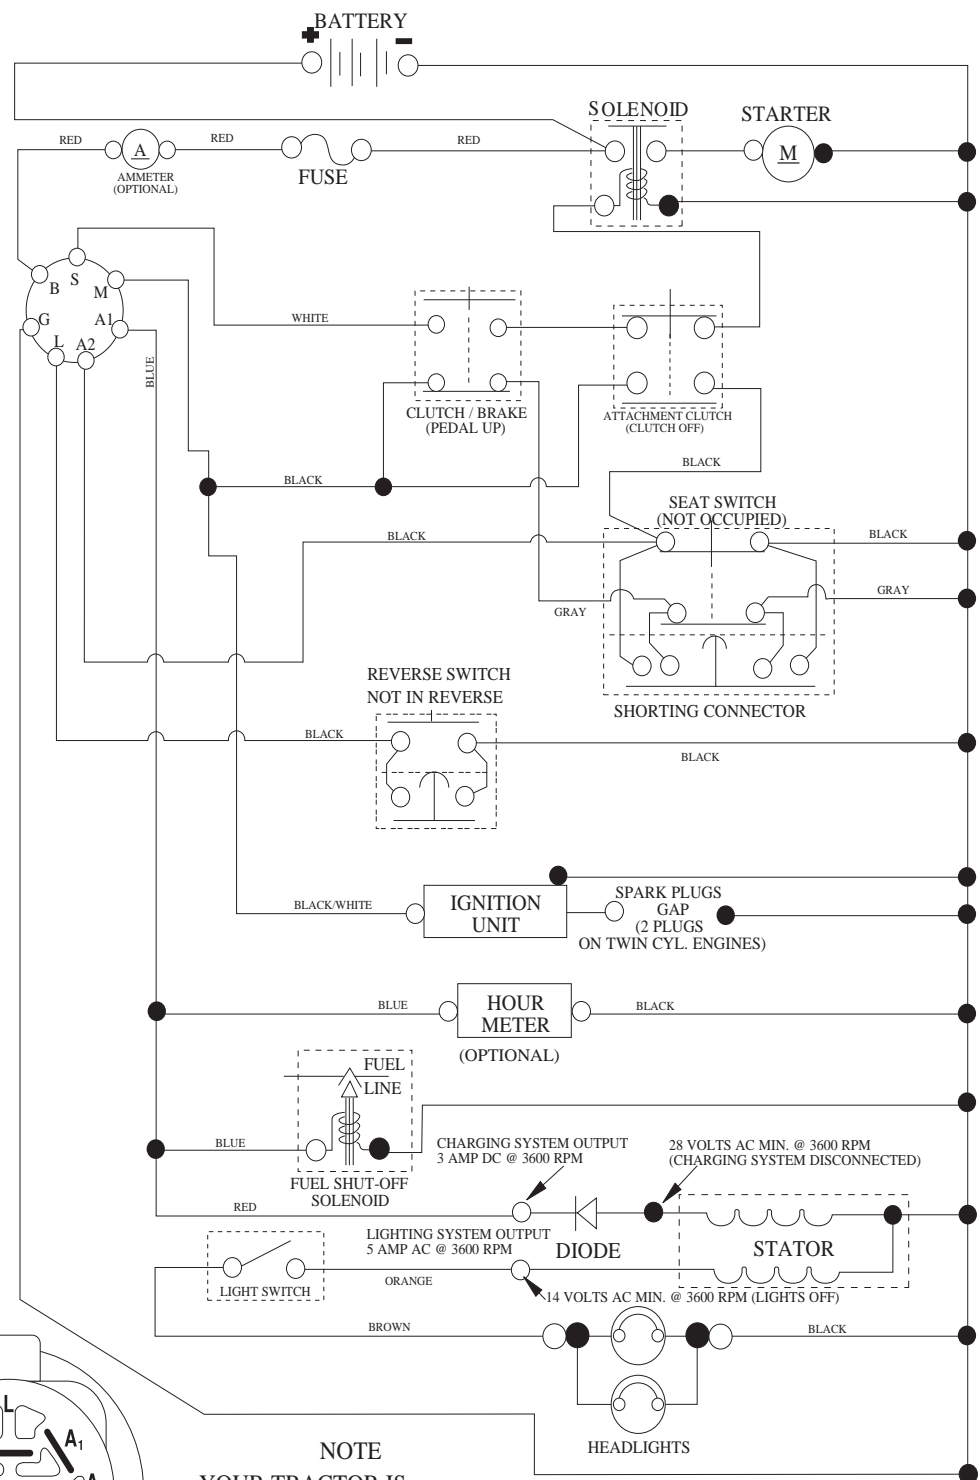 BATTERY
+ -
SOLENOID
STARTER
RED
A
RED
RED
M
AMMETER
(OPTIONAL)
FUSE
B
S
M
G
A1
L
A2
BLUE
WHITE
CLUTCH / BRAKE
(PEDAL UP)
ATTACHMENT CLUTCH
(CLUTCH OFF)
BLACK
BLACK
SEAT SWITCH
(NOT OCCUPIED)
BLACK
BLACK
GRAY
GRAY
REVERSE SWITCH
NOT IN REVERSE
SHORTING CONNECTOR
BLACK
BLACK
BLACK/WHITE
IGNITION
UNIT
SPARK PLUGS
GAP
(2 PLUGS
ON TWIN CYL. ENGINES)
BLUE
HOUR
METER
BLACK
(OPTIONAL)
FUEL
LINE
BLUE
FUEL SHUT-OFF
SOLENOID
CHARGING SYSTEM OUTPUT
3 AMP DC @ 3600 RPM
28 VOLTS AC MIN. @ 3600 RPM
(CHARGING SYSTEM DISCONNECTED)
RED
LIGHTING SYSTEM OUTPUT
5 AMP AC @ 3600 RPM
DIODE
STATOR
LIGHT SWITCH
ORANGE
14 VOLTS AC MIN. @ 3600 RPM (LIGHTS OFF)
BROWN
BLACK
HEADLIGHTS
L
A1
NOTE
YOUR TRACTOR IS